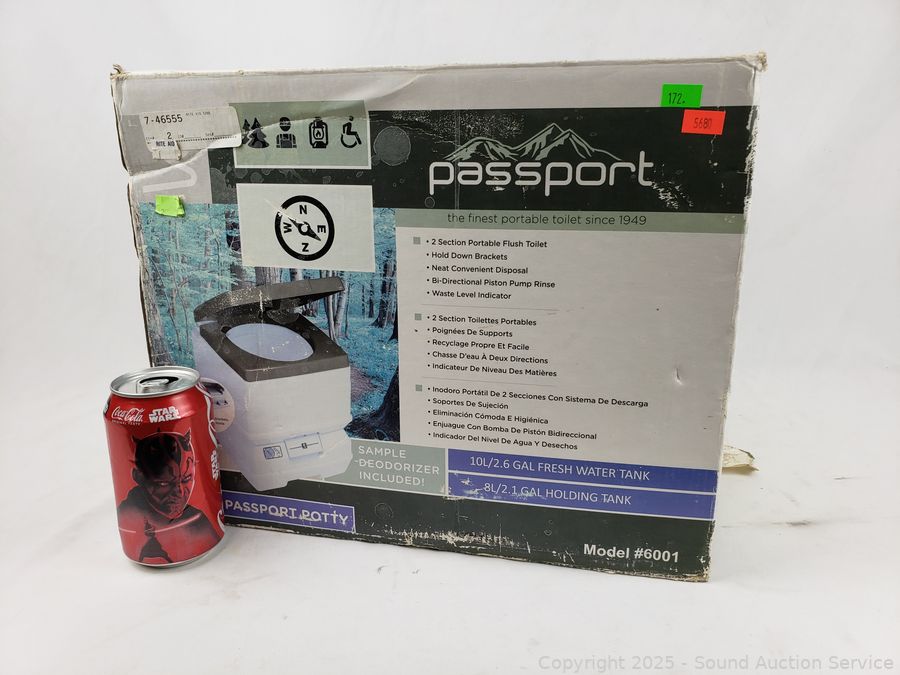 7-46555
2
RITE AID
172.
5680
passport
the finest portable toilet since 1949
N
W E
Z
• 2 Section Portable Flush Toilet
• Hold Down Brackets
• Neat Convenient Disposal
• Bi-Directional Piston Pump Rinse
• Waste Level Indicator
• 2 Section Toilettes Portables
• Poignées De Supports
• Recyclage Propre Et Facile
• Chasse D'eau À Deux Directions
• Indicateur De Niveau Des Matières
• Inodoro Portátil De 2 Secciones Con Sistema De Descarga
• Soportes De Sujeción
• Eliminación Cómoda E Higiénica
• Enjuague Con Bomba De Pistón Bidireccional
• Indicador Del Nivel De Agua Y Desechos
SAMPLE
DEODORIZER
INCLUDED!
10L/2.6 GAL FRESH WATER TANK
8L/2.1 GAL HOLDING TANK
PASSPORT POTTY
Model #6001
Coca-Cola
ORIGINAL TASTE
STAR
WARS
Copyright 2025 - Sound Auction Service